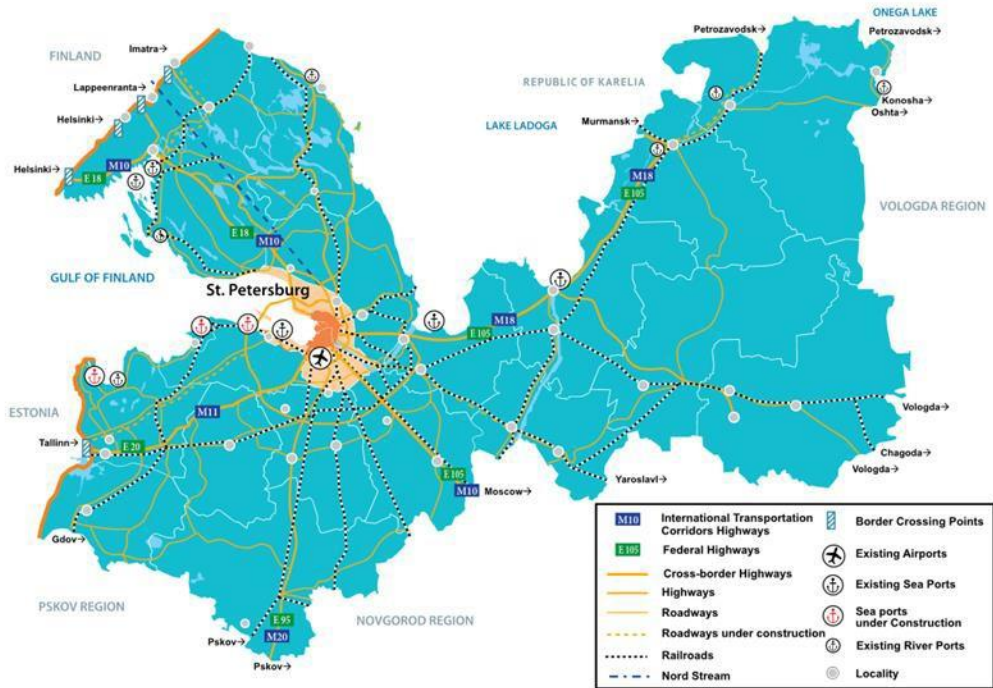 ONEGA LAKE
Petrozavodsk→
Petrozavodsk→
Imatra→
FINLAND
REPUBLIC OF KARELIA
Lappeenranta
→
Konosha→
Oshta→
LAKE LADOGA
Murmansk→
Helsinki→
Helsinki→
E 18
M10
M18
E 105
VOLOGDA REGION
E 18
M10
GULF OF FINLAND
St. Petersburg
E 105
M18
ESTONIA
M11
Tallinn→
E 20
Vologda
→
Chagoda
→
Vologda→
E 105
M10
Moscow→
Yaroslavl→
Gdov→
PSKOV REGION
NOVGOROD REGION
E 95
M20
Pskov→
Pskov→
M10
International Transportation
Corridors Highways
E 105
Federal Highways
Cross-border Highways
Highways
Roadways
Roadways under construction
Railroads
Nord Stream
Border Crossing Points
Existing Airports
Existing Sea Ports
Sea ports
under Construction
Existing River Ports
Locality